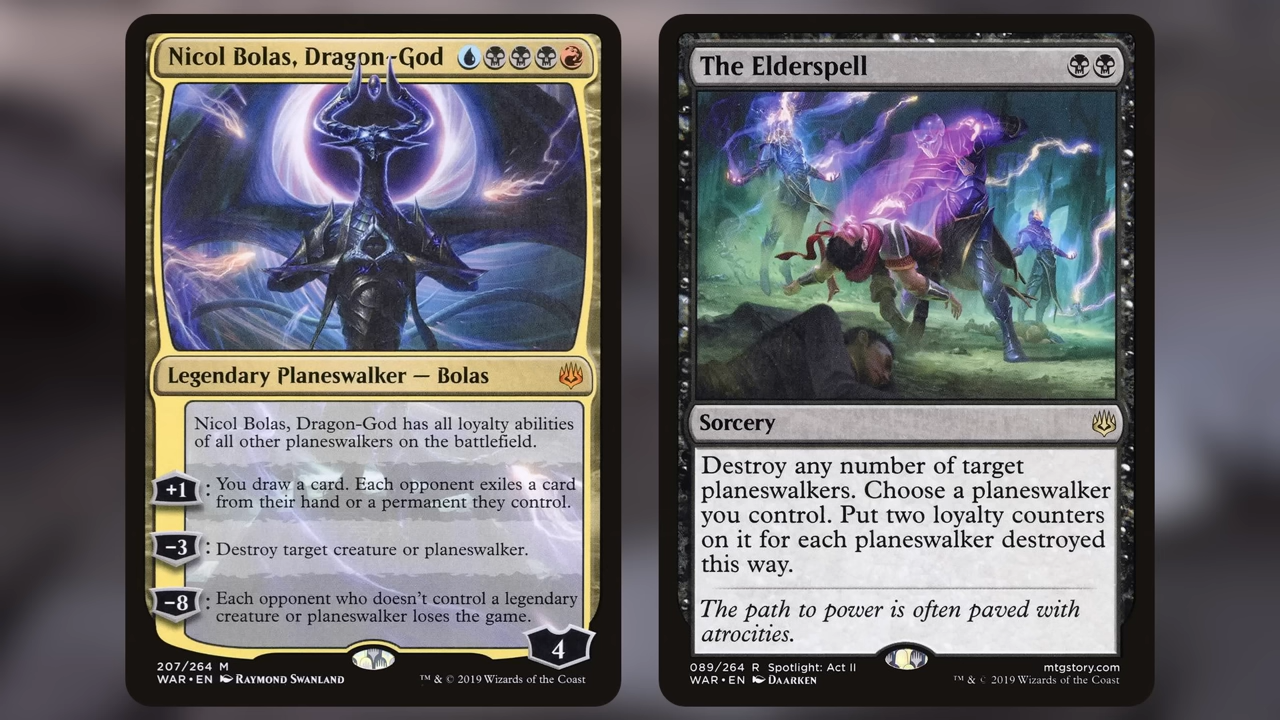 Nicol Bolas, Dragon-God
Legendary Planeswalker — Bolas
Nicol Bolas, Dragon-God has all loyalty abilities
of all other planeswalkers on the battlefield.
+1 : You draw a card. Each opponent exiles a card
from their hand or a permanent they control.
−3 : Destroy target creature or planeswalker.
−8 : Each opponent who doesn't control a legendary
creature or planeswalker loses the game.
4
207/264 M
WAR • EN RAYMOND SWANLAND
™ & © 2019 Wizards of the Coast
The Elderspell
Sorcery
Destroy any number of target
planeswalkers. Choose a planeswalker
you control. Put two loyalty counters
on it for each planeswalker destroyed
this way.
The path to power is often paved with
atrocities.
089/264 R Spotlight: Act II
mtgstory.com
WAR • EN DAARKEN
™ & © 2019 Wizards of the Coast